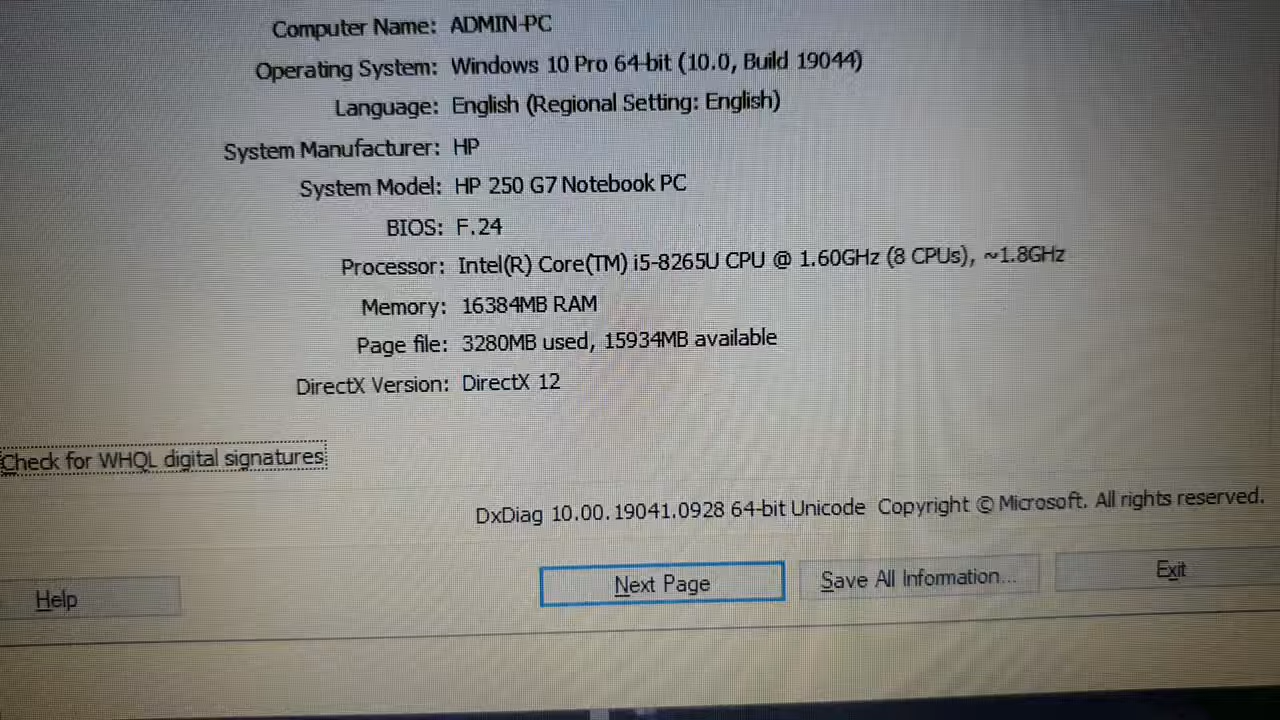 Computer Name: ADMIN-PC
Operating System: Windows 10 Pro 64-bit (10.0, Build 19044)
Language: English (Regional Setting: English)
System Manufacturer: HP
System Model: HP 250 G7 Notebook PC
BIOS: F.24
Processor: Intel(R) Core(TM) i5-8265U CPU @ 1.60GHz (8 CPUs), ~1.8GHz
Memory: 16384MB RAM
Page file: 3280MB used, 15934MB available
DirectX Version: DirectX 12
Check for WHQL digital signatures
DxDiag 10.00.19041.0928 64-bit Unicode Copyright © Microsoft. All rights reserved.
Help
Next Page
Save All Information...
Exit